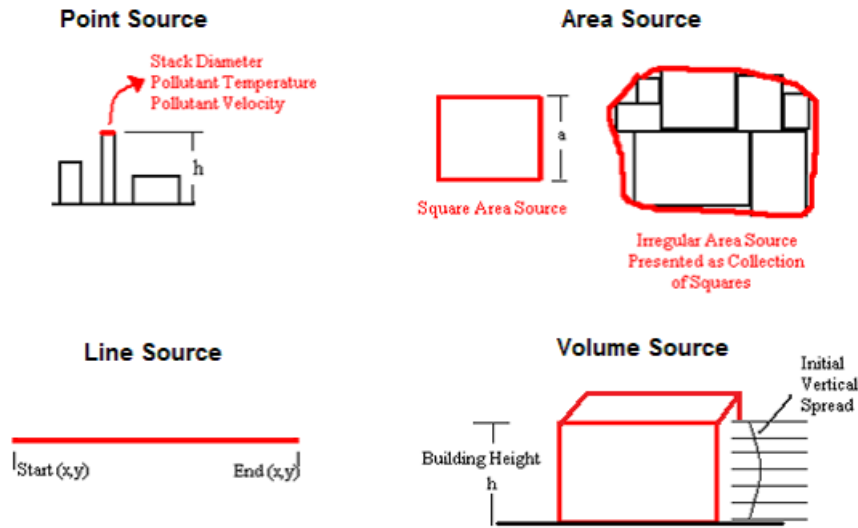 Point Source
Stack Diameter
Pollutant Temperature
Pollutant Velocity
h
Area Source
a
Square Area Source
Irregular Area Source
Presented as Collection
of Squares
Line Source
Start (x,y)
End (x,y)
Volume Source
Initial
Vertical
Spread
Building Height
h